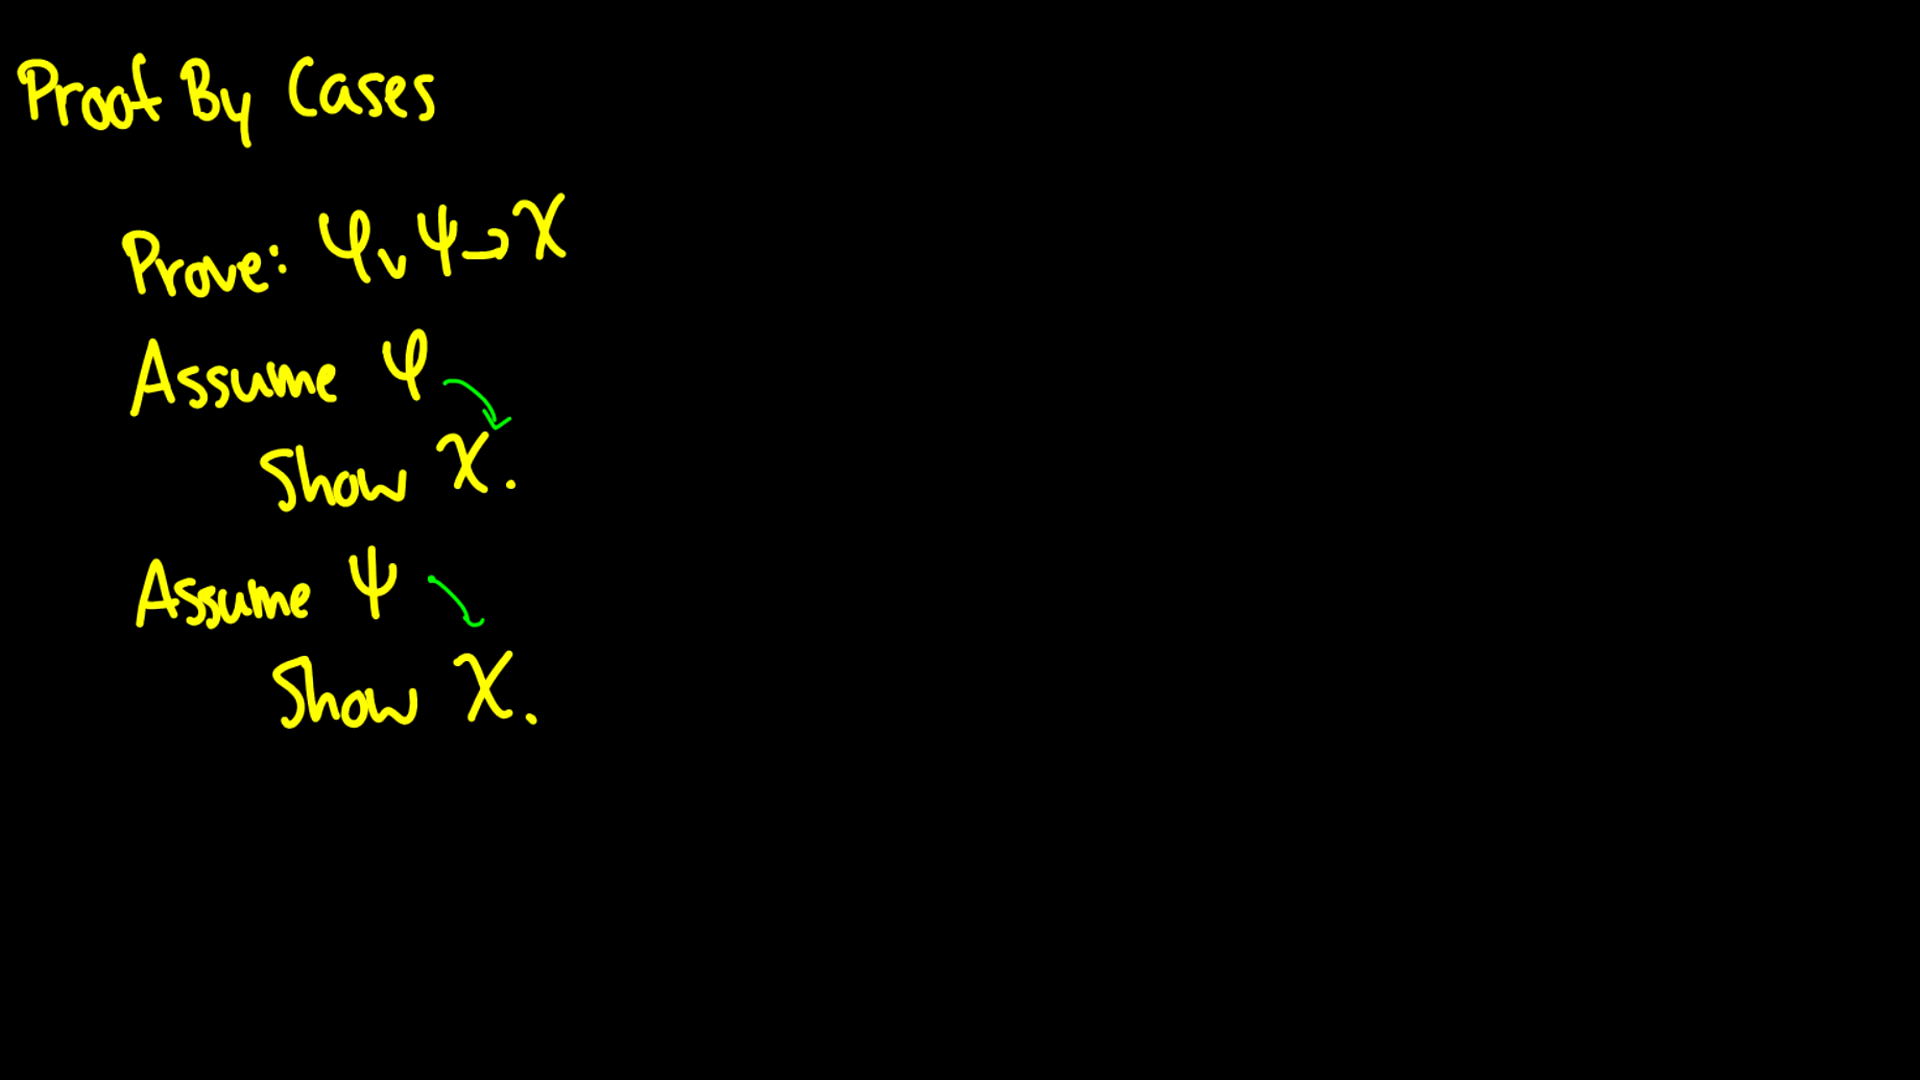 Proof By Cases
Prove: φ ∨ ψ → χ
Assume φ
Show χ.
Assume ψ
Show χ.